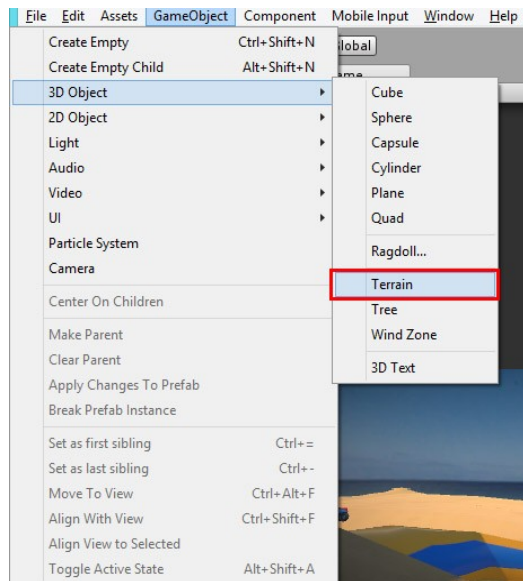 File Edit Assets GameObject Component Mobile Input Window Help
Create Empty Ctrl+Shift+N
Create Empty Child Alt+Shift+N
3D Object
2D Object
Light
Audio
Video
UI
Particle System
Camera
Center On Children
Make Parent
Clear Parent
Apply Changes To Prefab
Break Prefab Instance
Set as first sibling Ctrl+=
Set as last sibling Ctrl+-
Move To View Ctrl+Alt+F
Align With View Ctrl+Shift+F
Align View to Selected
Toggle Active State Alt+Shift+A
Cube
Sphere
Capsule
Cylinder
Plane
Quad
Ragdoll...
Terrain
Tree
Wind Zone
3D Text